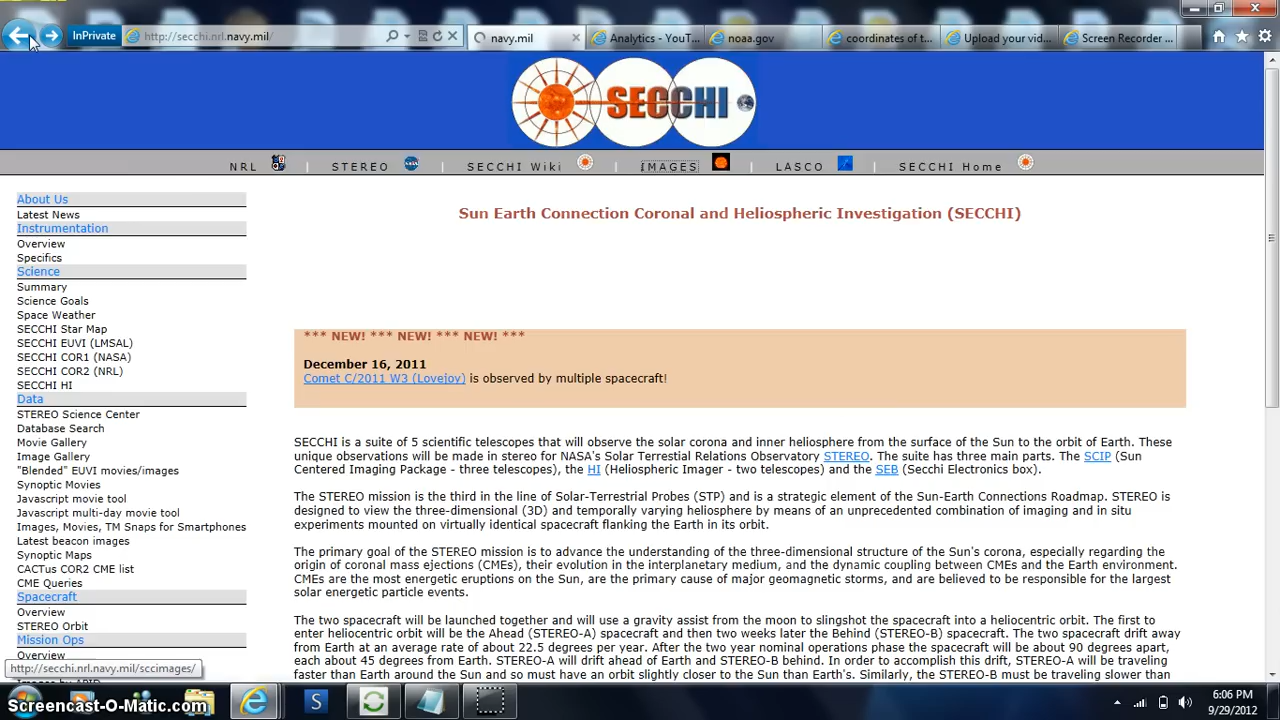 InPrivate
http://secchi.nrl.navy.mil/
navy.mil
Analytics - YouT...
noaa.gov
coordinates of t...
Upload your vid...
Screen Recorder ...
SECCHI
NRL | STEREO | SECCHI Wiki | IMAGES | LASCO | SECCHI Home
About Us
Latest News
Instrumentation
Overview
Specifics
Science
Summary
Science Goals
Space Weather
SECCHI Star Map
SECCHI EUVI (LMSAL)
SECCHI COR1 (NASA)
SECCHI COR2 (NRL)
SECCHI HI
Data
STEREO Science Center
Database Search
Movie Gallery
Image Gallery
"Blended" EUVI movies/images
Synoptic Movies
Javascript movie tool
Javascript multi-day movie tool
Images, Movies, TM Snaps for Smartphones
Latest beacon images
Synoptic Maps
CACTus COR2 CME list
CME Queries
Spacecraft
Overview
STEREO Orbit
Mission Ops
Overview
http://secchi.nrl.navy.mil/sccimages/
Sun Earth Connection Coronal and Heliospheric Investigation (SECCHI)
*** NEW! *** NEW! *** NEW! ***
December 16, 2011
Comet C/2011 W3 (Lovejoy) is observed by multiple spacecraft!
SECCHI is a suite of 5 scientific telescopes that will observe the solar corona and inner heliosphere from the surface of the Sun to the orbit of Earth. These
unique observations will be made in stereo for NASA's Solar Terrestial Relations Observatory STEREO. The suite has three main parts. The SCIP (Sun
Centered Imaging Package - three telescopes), the HI (Heliospheric Imager - two telescopes) and the SEB (Secchi Electronics box).
The STEREO mission is the third in the line of Solar-Terrestrial Probes (STP) and is a strategic element of the Sun-Earth Connections Roadmap. STEREO is
designed to view the three-dimensional (3D) and temporally varying heliosphere by means of an unprecedented combination of imaging and in situ
experiments mounted on virtually identical spacecraft flanking the Earth in its orbit.
The primary goal of the STEREO mission is to advance the understanding of the three-dimensional structure of the Sun's corona, especially regarding the
origin of coronal mass ejections (CMEs), their evolution in the interplanetary medium, and the dynamic coupling between CMEs and the Earth environment.
CMEs are the most energetic eruptions on the Sun, are the primary cause of major geomagnetic storms, and are believed to be responsible for the largest
solar energetic particle events.
The two spacecraft will be launched together and will use a gravity assist from the moon to slingshot the spacecraft into a heliocentric orbit. The first to
enter heliocentric orbit will be the Ahead (STEREO-A) spacecraft and then two weeks later the Behind (STEREO-B) spacecraft. The two spacecraft drift away
from Earth at an average rate of about 22.5 degrees per year. After the two year nominal operations phase the spacecraft will be about 90 degrees apart,
each about 45 degrees from Earth. STEREO-A will drift ahead of Earth and STEREO-B behind. In order to accomplish this drift, STEREO-A will be traveling
faster than Earth around the Sun and so must have an orbit slightly closer to the Sun than Earth's. Similarly, the STEREO-B must be traveling slower than
Screencast-O-Matic.com
6:06 PM
9/29/2012